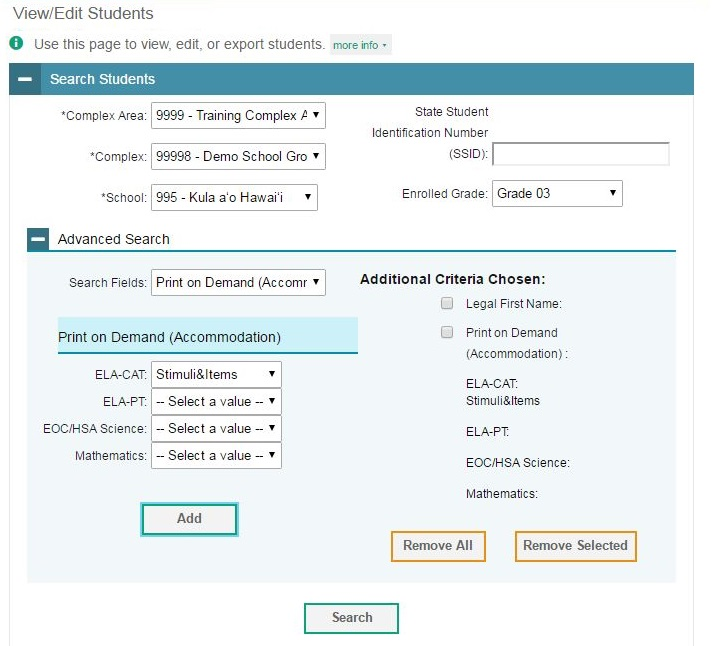 View/Edit Students
Use this page to view, edit, or export students. more info
Search Students
*Complex Area: 9999 - Training Complex A
*Complex: 99998 - Demo School Gro
*School: 995 - Kula aʻo Hawaiʻi
State Student
Identification Number
(SSID):
Enrolled Grade: Grade 03
Advanced Search
Search Fields: Print on Demand (Accomr
Print on Demand (Accommodation)
ELA-CAT: Stimuli&Items
ELA-PT: -- Select a value --
EOC/HSA Science: -- Select a value --
Mathematics: -- Select a value --
Add
Additional Criteria Chosen:
Legal First Name:
Print on Demand
(Accommodation) :
ELA-CAT:
Stimuli&Items
ELA-PT:
EOC/HSA Science:
Mathematics:
Remove All
Remove Selected
Search